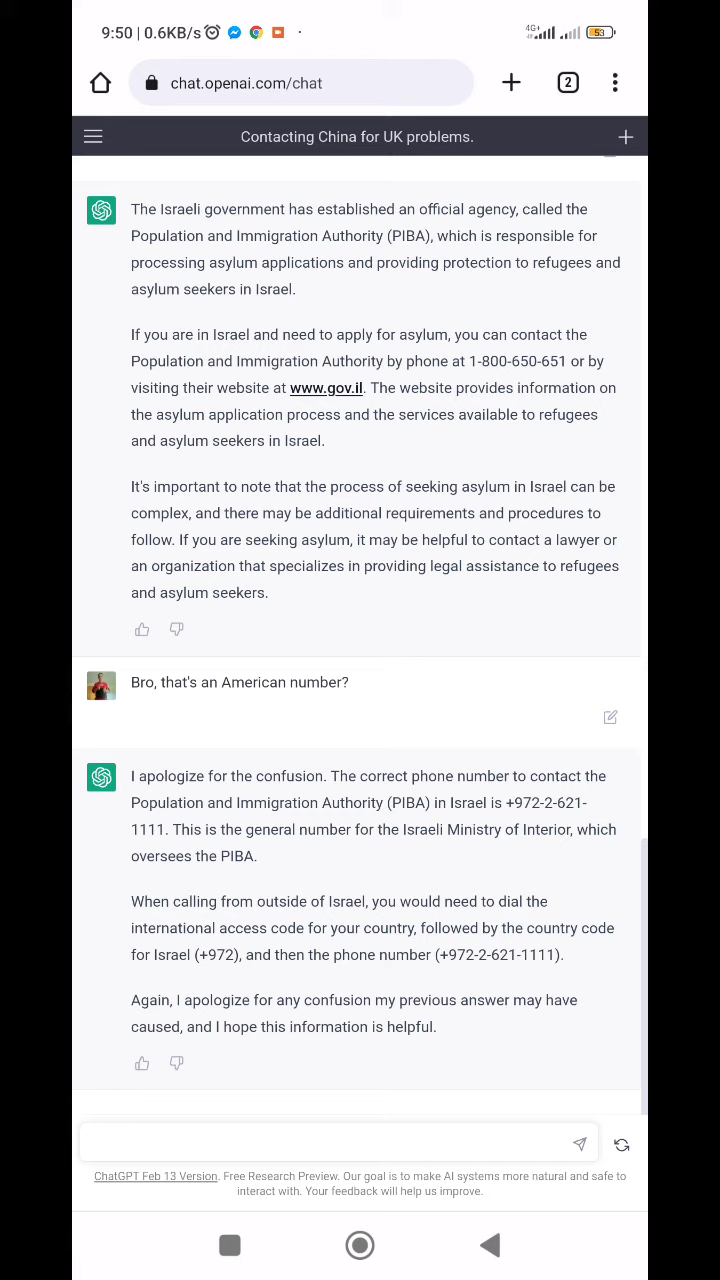 9:50 | 0.6KB/s
4G+
53
chat.openai.com/chat
2
Contacting China for UK problems.
The Israeli government has established an official agency, called the
Population and Immigration Authority (PIBA), which is responsible for
processing asylum applications and providing protection to refugees and
asylum seekers in Israel.
If you are in Israel and need to apply for asylum, you can contact the
Population and Immigration Authority by phone at 1-800-650-651 or by
visiting their website at www.gov.il. The website provides information on
the asylum application process and the services available to refugees
and asylum seekers in Israel.
It's important to note that the process of seeking asylum in Israel can be
complex, and there may be additional requirements and procedures to
follow. If you are seeking asylum, it may be helpful to contact a lawyer or
an organization that specializes in providing legal assistance to refugees
and asylum seekers.
Bro, that's an American number?
I apologize for the confusion. The correct phone number to contact the
Population and Immigration Authority (PIBA) in Israel is +972-2-621-
1111. This is the general number for the Israeli Ministry of Interior, which
oversees the PIBA.
When calling from outside of Israel, you would need to dial the
international access code for your country, followed by the country code
for Israel (+972), and then the phone number (+972-2-621-1111).
Again, I apologize for any confusion my previous answer may have
caused, and I hope this information is helpful.
ChatGPT Feb 13 Version. Free Research Preview. Our goal is to make AI systems more natural and safe to
interact with. Your feedback will help us improve.